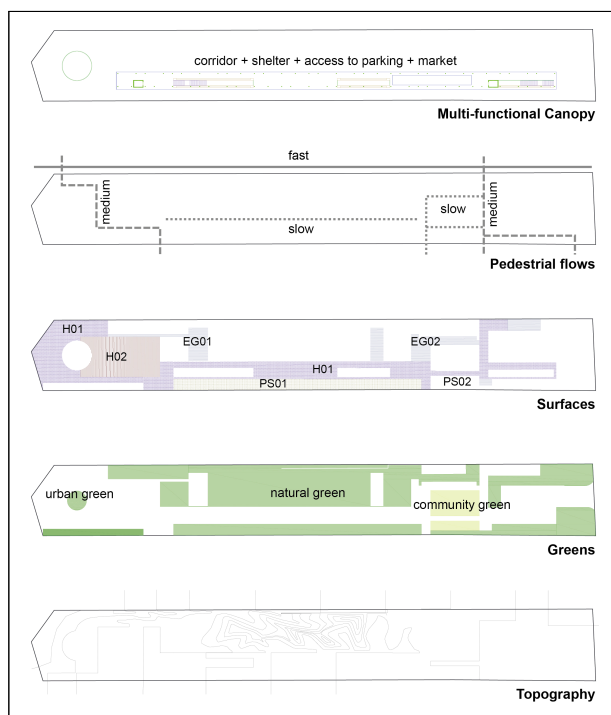 corridor + shelter + access to parking + market
Multi-functional Canopy
fast
medium
slow
slow
medium
Pedestrial flows
H01
H02
EG01
EG02
H01
PS01
PS02
Surfaces
urban green
natural green
community green
Greens
Topography